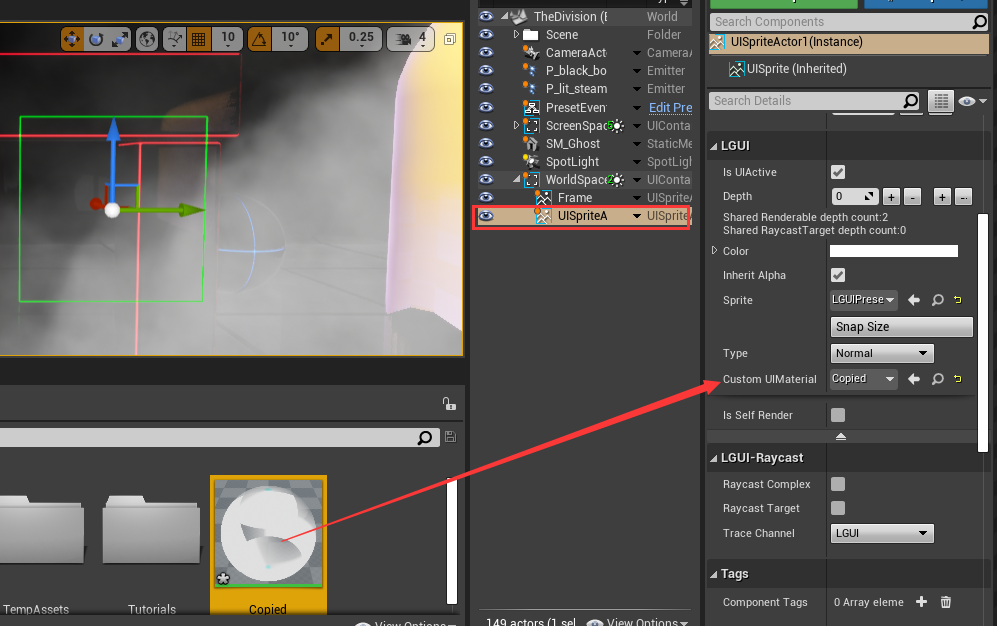 10
10°
0.25
4
TheDivision (E
World
Scene
Folder
CameraAct
CameraA
P_black_bo
Emitter
P_lit_steam
Emitter
PresetEven
Edit Pre
ScreenSpac
UIConta
SM_Ghost
StaticMe
SpotLight
SpotLigh
WorldSpace
UIConta
Frame
UISpriteA
UISpriteA
UISprite
149 actors (1 sel
View Options
TempAssets
Tutorials
Copied
View Options
Search Components
UISpriteActor1(Instance)
UISprite (Inherited)
Search Details
LGUI
Is UIActive
Depth
0
+
-
+
--
Shared Renderable depth count:2
Shared RaycastTarget depth count:0
Color
Inherit Alpha
Sprite
LGUIPrese
Snap Size
Type
Normal
Custom UIMaterial
Copied
Is Self Render
LGUI-Raycast
Raycast Complex
Raycast Target
Trace Channel
LGUI
Tags
Component Tags
0 Array eleme